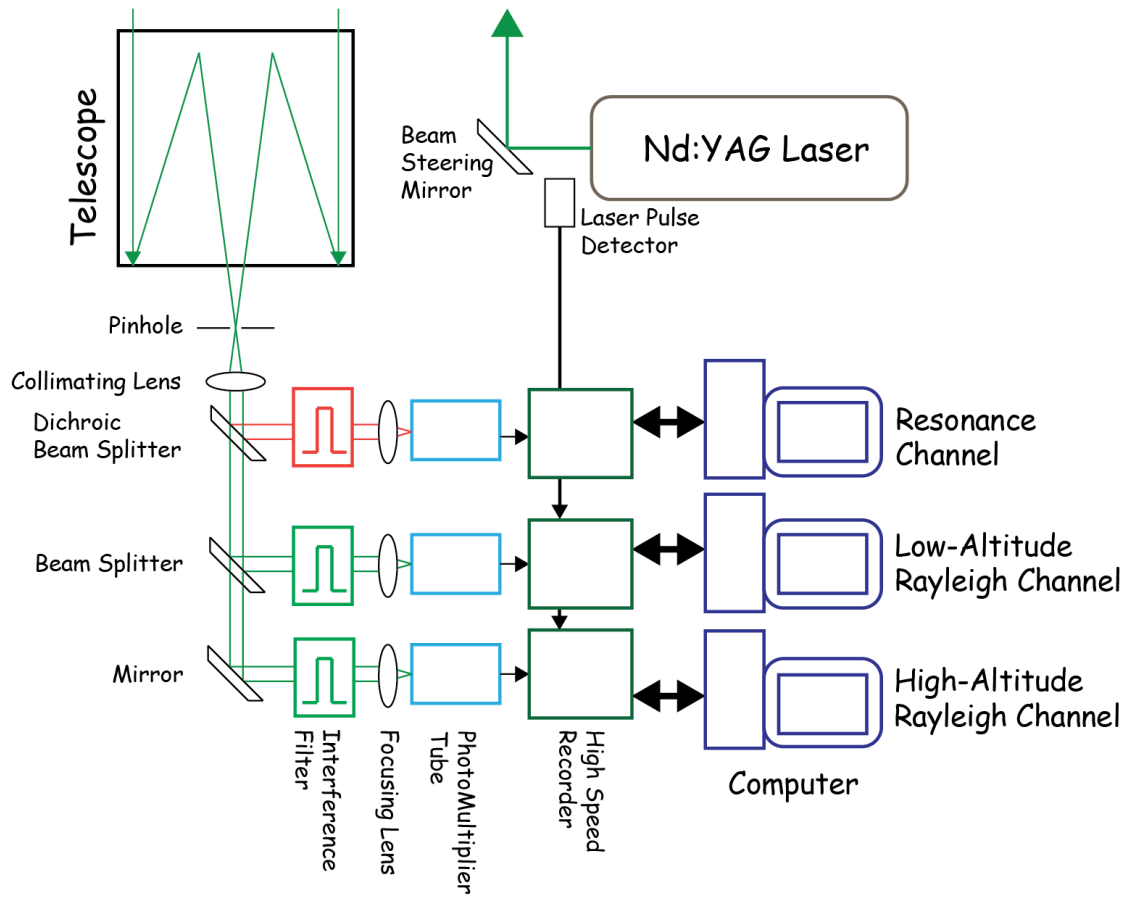 Telescope
Beam
Steering
Mirror
Nd:YAG Laser
Laser Pulse
Detector
Pinhole
Collimating Lens
Dichroic
Beam Splitter
Resonance
Channel
Beam Splitter
Low-Altitude
Rayleigh Channel
Mirror
High-Altitude
Rayleigh Channel
Interference
Filter
Focusing Lens
PhotoMultiplier
Tube
High Speed
Recorder
Computer